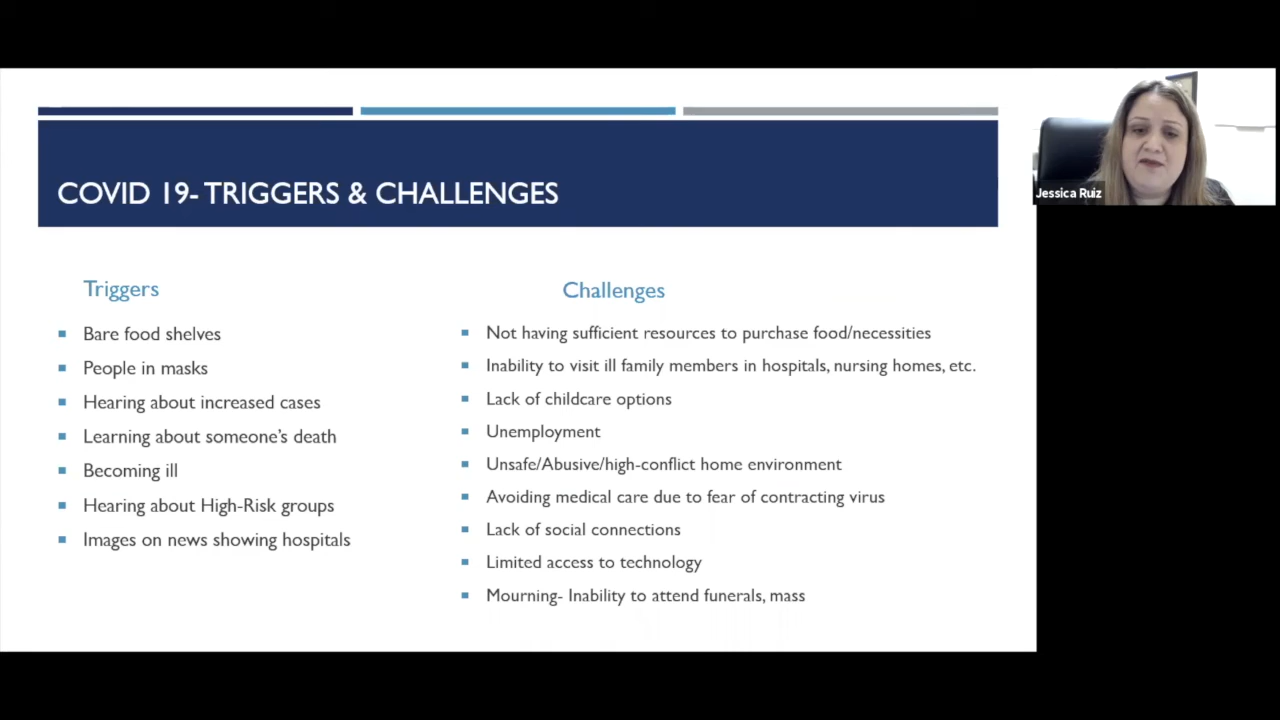 COVID 19- TRIGGERS & CHALLENGES
Jessica Ruiz
Triggers
Bare food shelves
People in masks
Hearing about increased cases
Learning about someone's death
Becoming ill
Hearing about High-Risk groups
Images on news showing hospitals
Challenges
Not having sufficient resources to purchase food/necessities
Inability to visit ill family members in hospitals, nursing homes, etc.
Lack of childcare options
Unemployment
Unsafe/Abusive/high-conflict home environment
Avoiding medical care due to fear of contracting virus
Lack of social connections
Limited access to technology
Mourning- Inability to attend funerals, mass